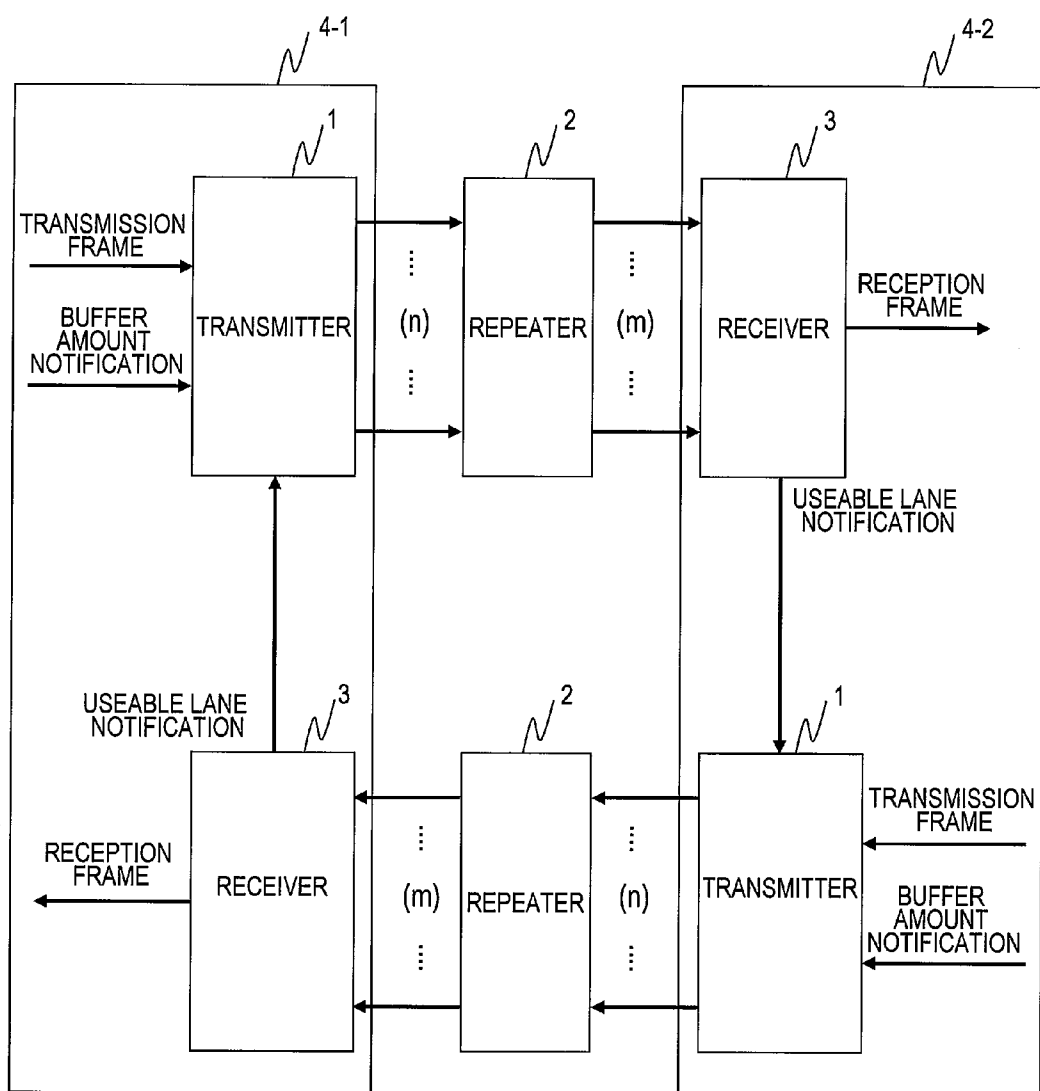 4-1
4-2
1
2
3
TRANSMISSION
FRAME
BUFFER
AMOUNT
NOTIFICATION
TRANSMITTER
(n)
REPEATER
(m)
RECEIVER
RECEPTION
FRAME
USEABLE LANE
NOTIFICATION
USEABLE LANE
NOTIFICATION
3
2
1
RECEPTION
FRAME
RECEIVER
(m)
REPEATER
(n)
TRANSMITTER
TRANSMISSION
FRAME
BUFFER
AMOUNT
NOTIFICATION